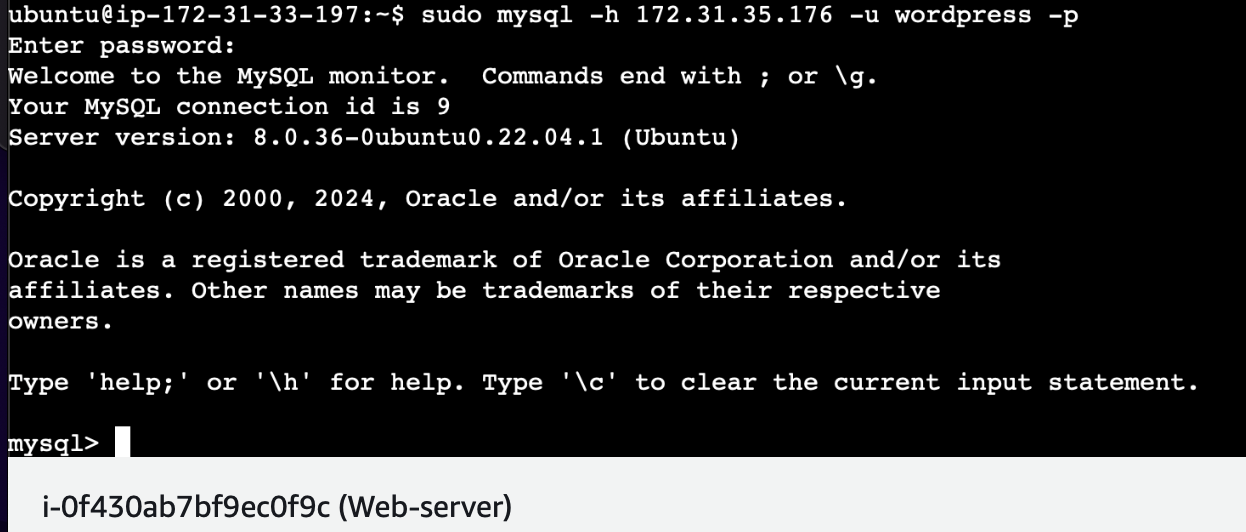 ubuntu@ip-172-31-33-197:~$ sudo mysql -h 172.31.35.176 -u wordpress -p
Enter password:
Welcome to the MySQL monitor.  Commands end with ; or \g.
Your MySQL connection id is 9
Server version: 8.0.36-0ubuntu0.22.04.1 (Ubuntu)
Copyright (c) 2000, 2024, Oracle and/or its affiliates.
Oracle is a registered trademark of Oracle Corporation and/or its
affiliates. Other names may be trademarks of their respective
owners.
Type 'help;' or '\h' for help. Type '\c' to clear the current input statement.
mysql>
i-0f430ab7bf9ec0f9c (Web-server)